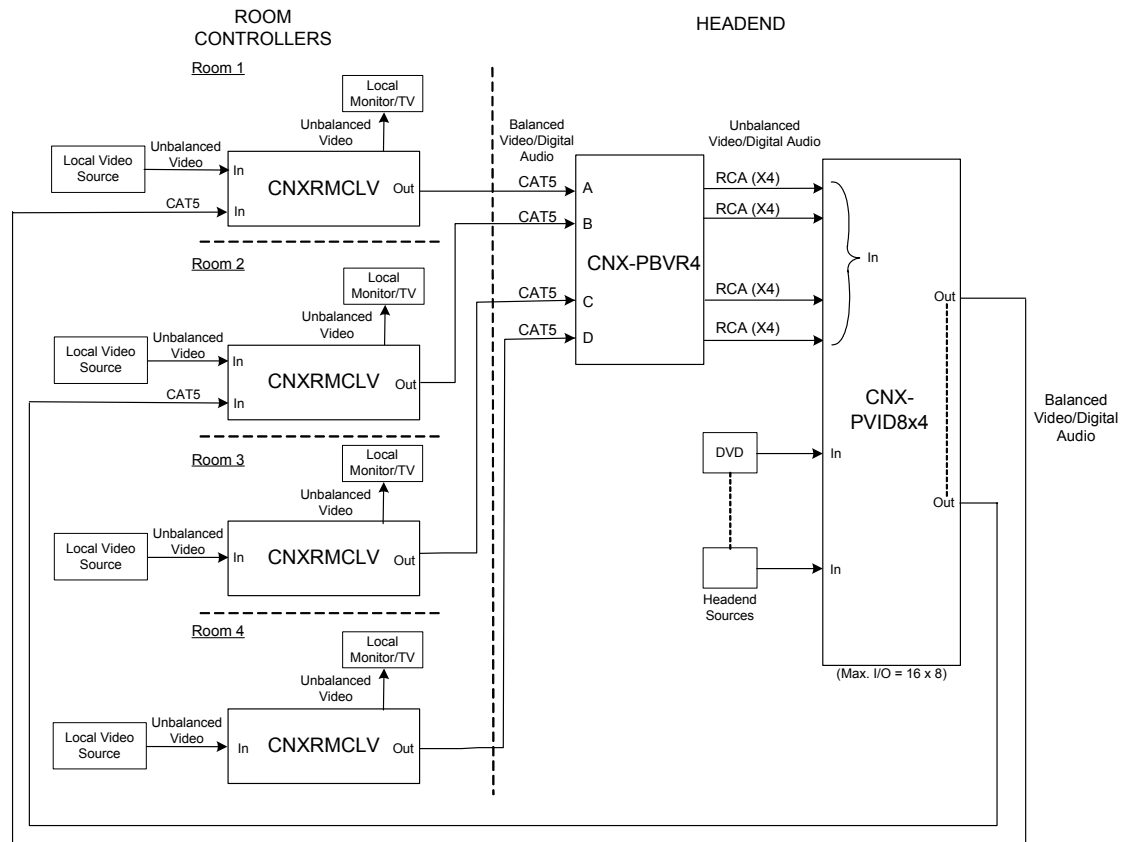 ROOM
CONTROLLERS
HEADEND
Room 1
Local
Monitor/TV
Unbalanced
Video
Unbalanced
Video
Local Video
Source
In
CNXRMCLV
Out
CAT5
In
Balanced
Video/Digital
Audio
CAT5
A
CAT5
B
CNX-PBVR4
CAT5
C
CAT5
D
Unbalanced
Video/Digital Audio
RCA (X4)
RCA (X4)
RCA (X4)
RCA (X4)
In
Out
CNX-
PVID8x4
Out
In
In
(Max. I/O = 16 x 8)
DVD
Headend
Sources
Balanced
Video/Digital
Audio
Room 2
Local
Monitor/TV
Unbalanced
Video
Unbalanced
Video
Local Video
Source
In
CNXRMCLV
Out
CAT5
In
Room 3
Local
Monitor/TV
Unbalanced
Video
Unbalanced
Video
Local Video
Source
In
CNXRMCLV
Out
Room 4
Local
Monitor/TV
Unbalanced
Video
Unbalanced
Video
Local Video
Source
In
CNXRMCLV
Out